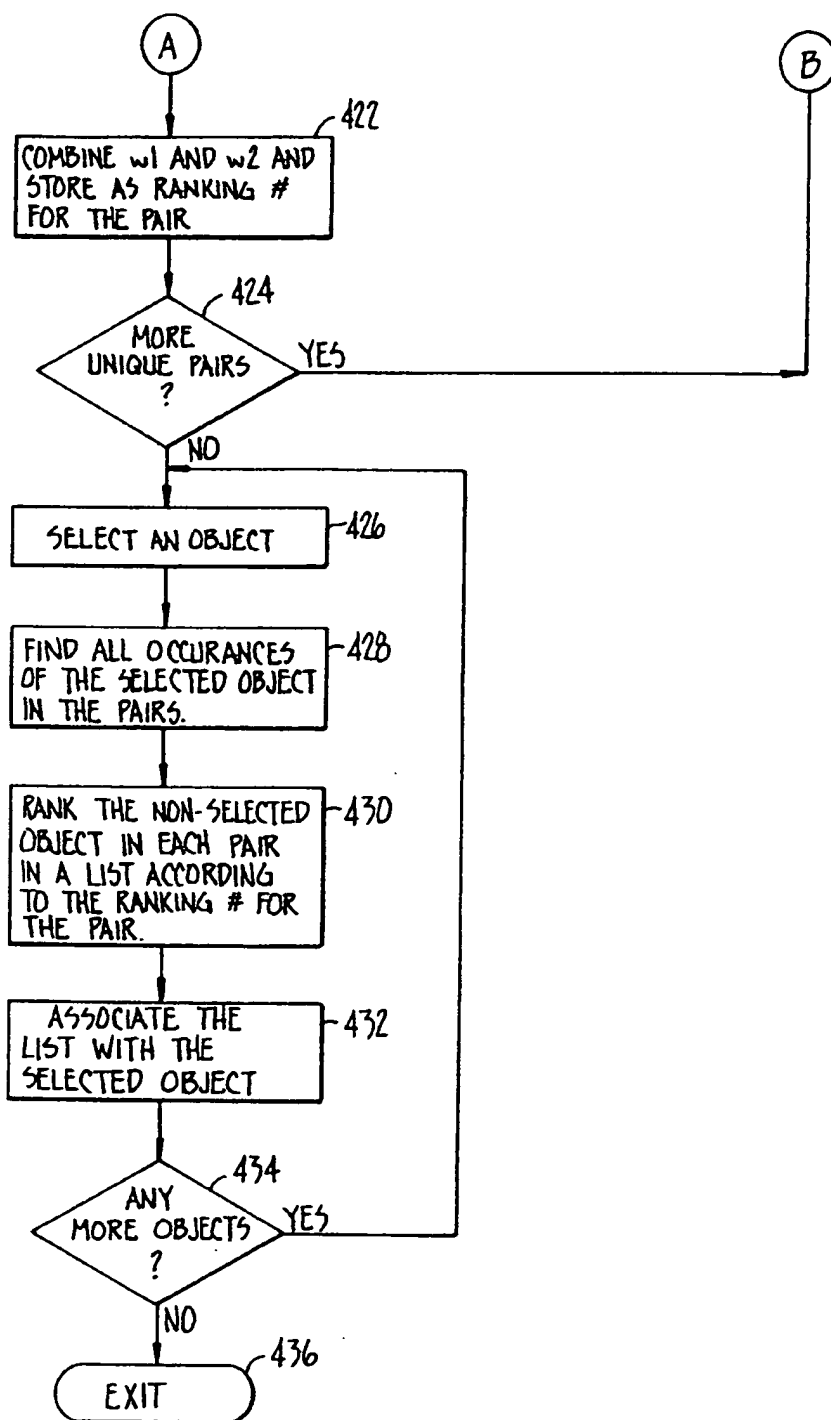 A
B
422
COMBINE w1 AND w2 AND
STORE AS RANKING #
FOR THE PAIR
424
MORE
UNIQUE PAIRS
?
YES
NO
SELECT AN OBJECT
426
FIND ALL OCCURANCES
OF THE SELECTED OBJECT
IN THE PAIRS.
428
RANK THE NON-SELECTED
OBJECT IN EACH PAIR
IN A LIST ACCORDING
TO THE RANKING # FOR
THE PAIR.
430
ASSOCIATE THE
LIST WITH THE
SELECTED OBJECT
432
434
ANY
MORE OBJECTS
?
YES
NO
436
EXIT